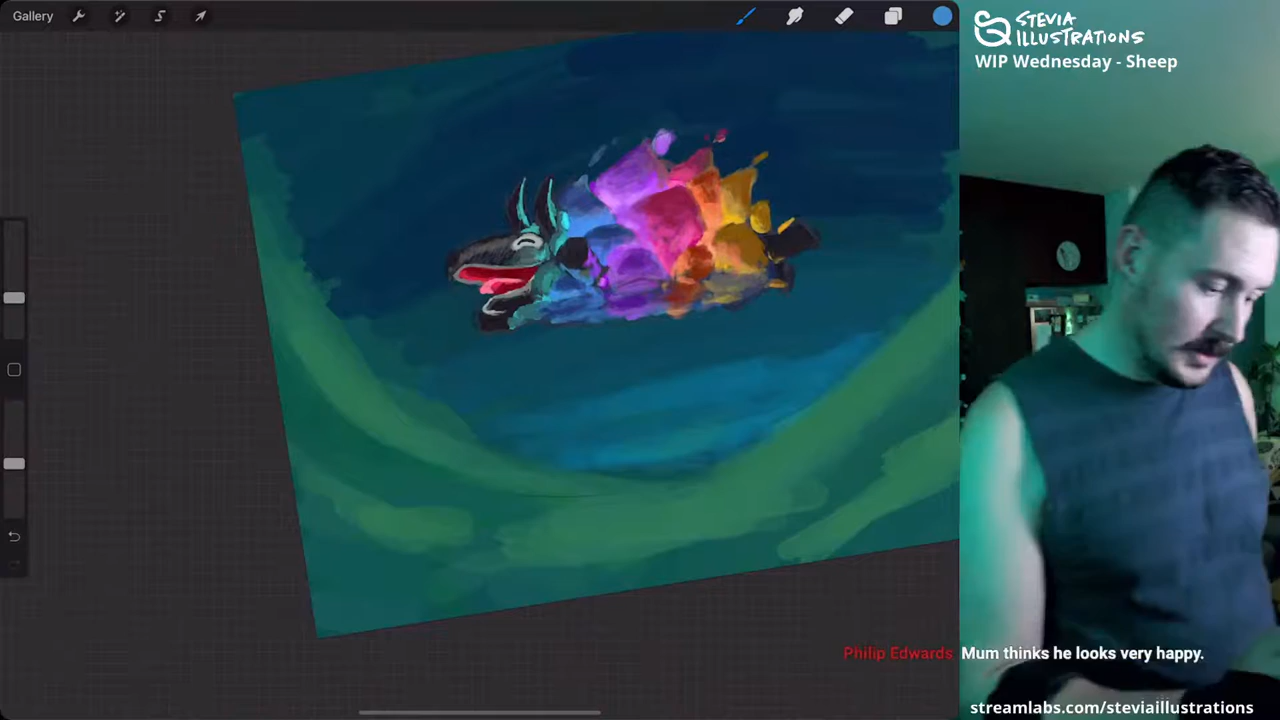 Gallery
STEVIA
ILLUSTRATIONS
WIP Wednesday - Sheep
Philip Edwards Mum thinks he looks very happy.
streamlabs.com/steviaillustrations